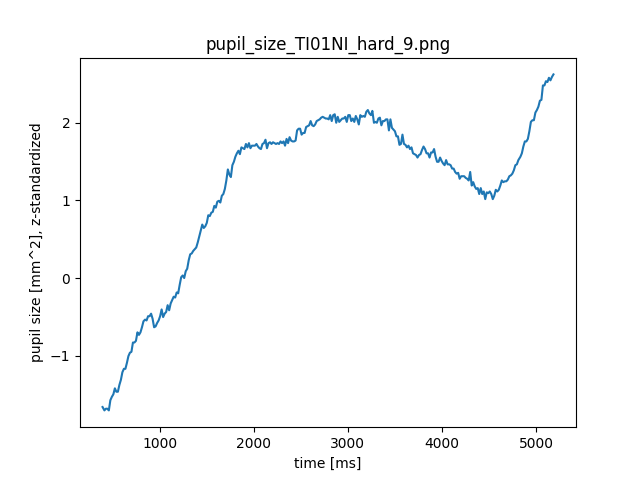 pupil_size_TI01NI_hard_9.png
pupil size [mm^2], z-standardized
2
1
0
−1
1000 2000 3000 4000 5000
time [ms]